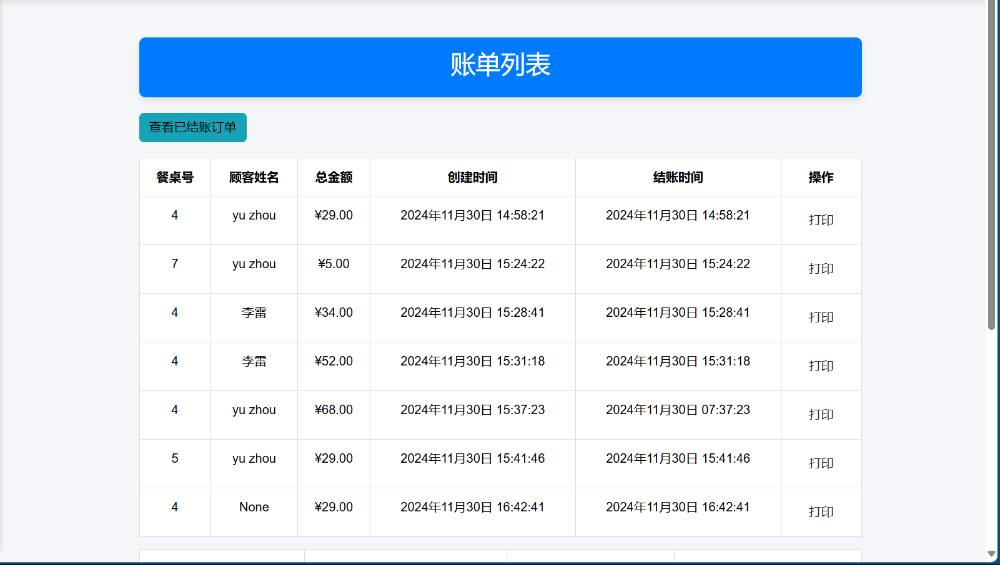 账单列表
查看已结账订单
餐桌号 顾客姓名 总金额 创建时间 结账时间 操作
4 yu zhou ¥29.00 2024年11月30日 14:58:21 2024年11月30日 14:58:21 打印
7 yu zhou ¥5.00 2024年11月30日 15:24:22 2024年11月30日 15:24:22 打印
4 李雷 ¥34.00 2024年11月30日 15:28:41 2024年11月30日 15:28:41 打印
4 李雷 ¥52.00 2024年11月30日 15:31:18 2024年11月30日 15:31:18 打印
4 yu zhou ¥68.00 2024年11月30日 15:37:23 2024年11月30日 07:37:23 打印
5 yu zhou ¥29.00 2024年11月30日 15:41:46 2024年11月30日 15:41:46 打印
4 None ¥29.00 2024年11月30日 16:42:41 2024年11月30日 16:42:41 打印